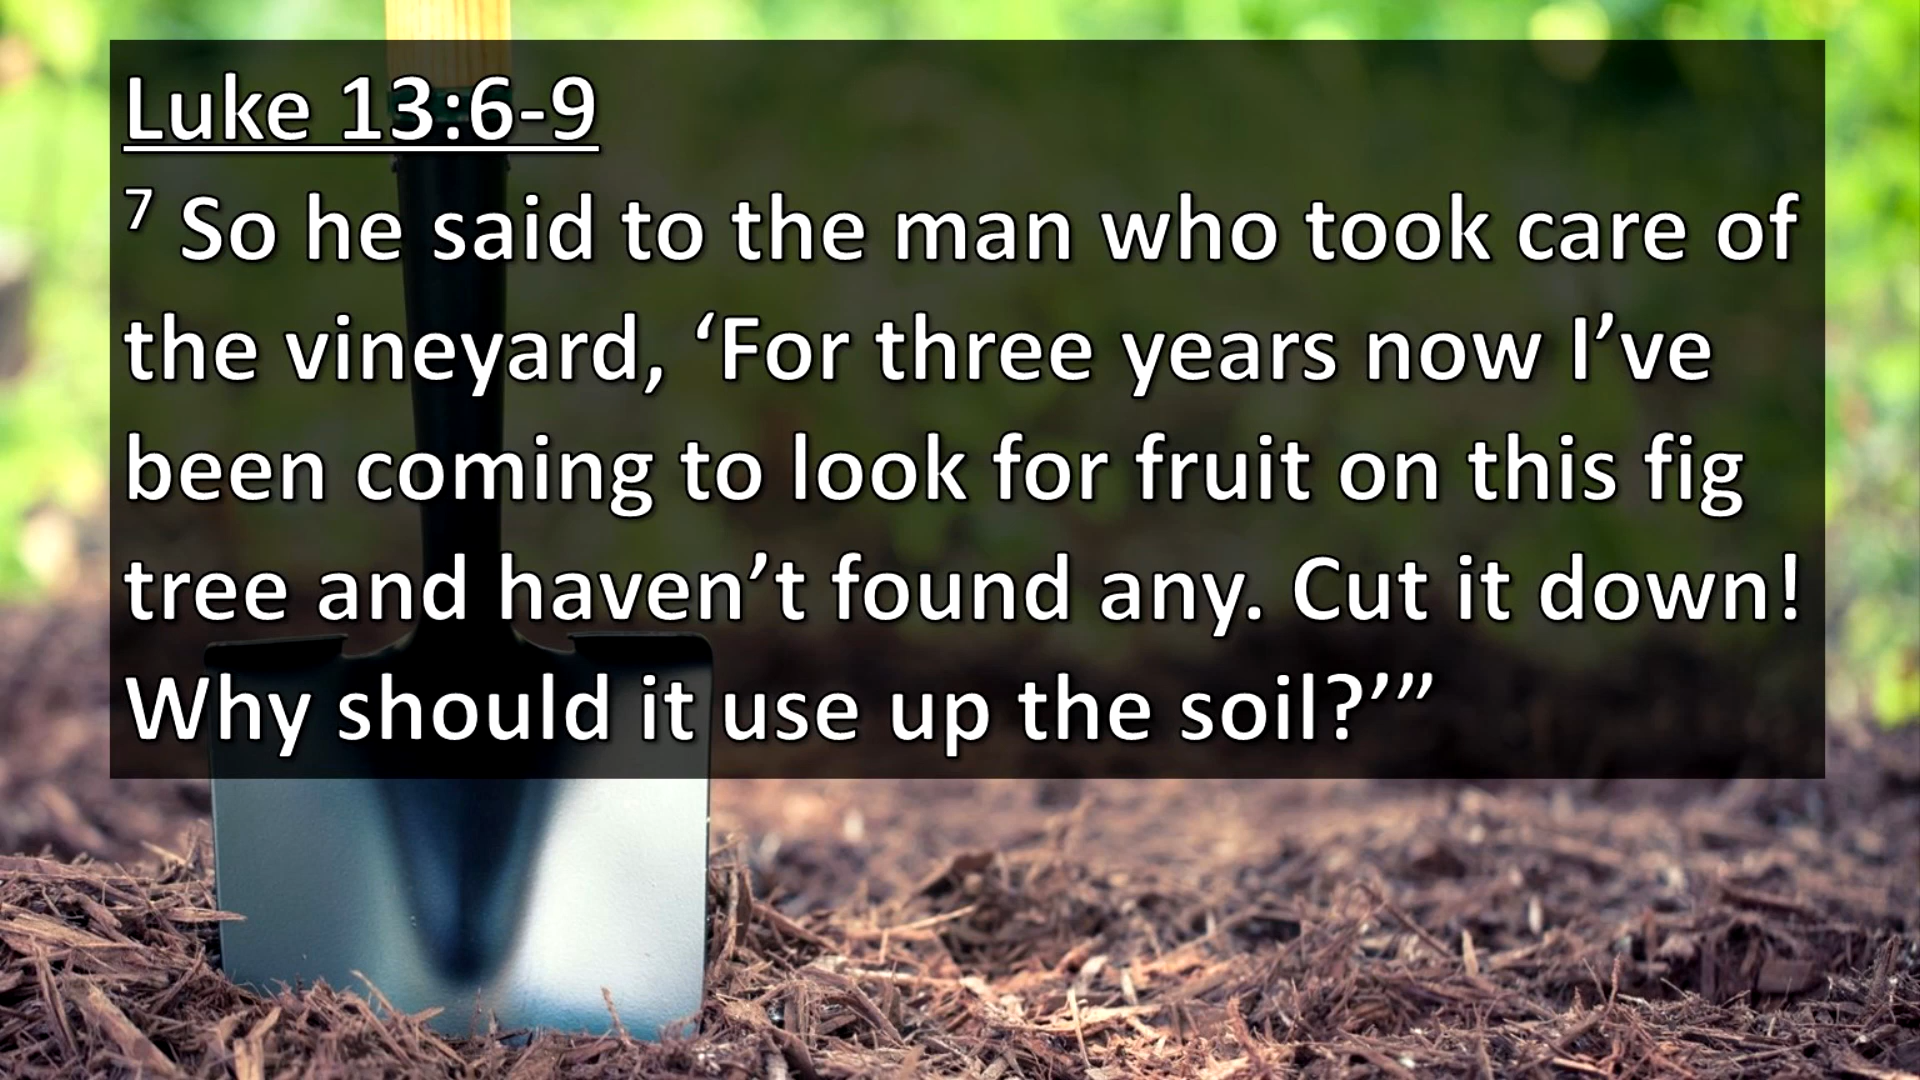 Luke 13:6-9
⁷ So he said to the man who took care of
the vineyard, ‘For three years now I’ve
been coming to look for fruit on this fig
tree and haven’t found any. Cut it down!
Why should it use up the soil?’”